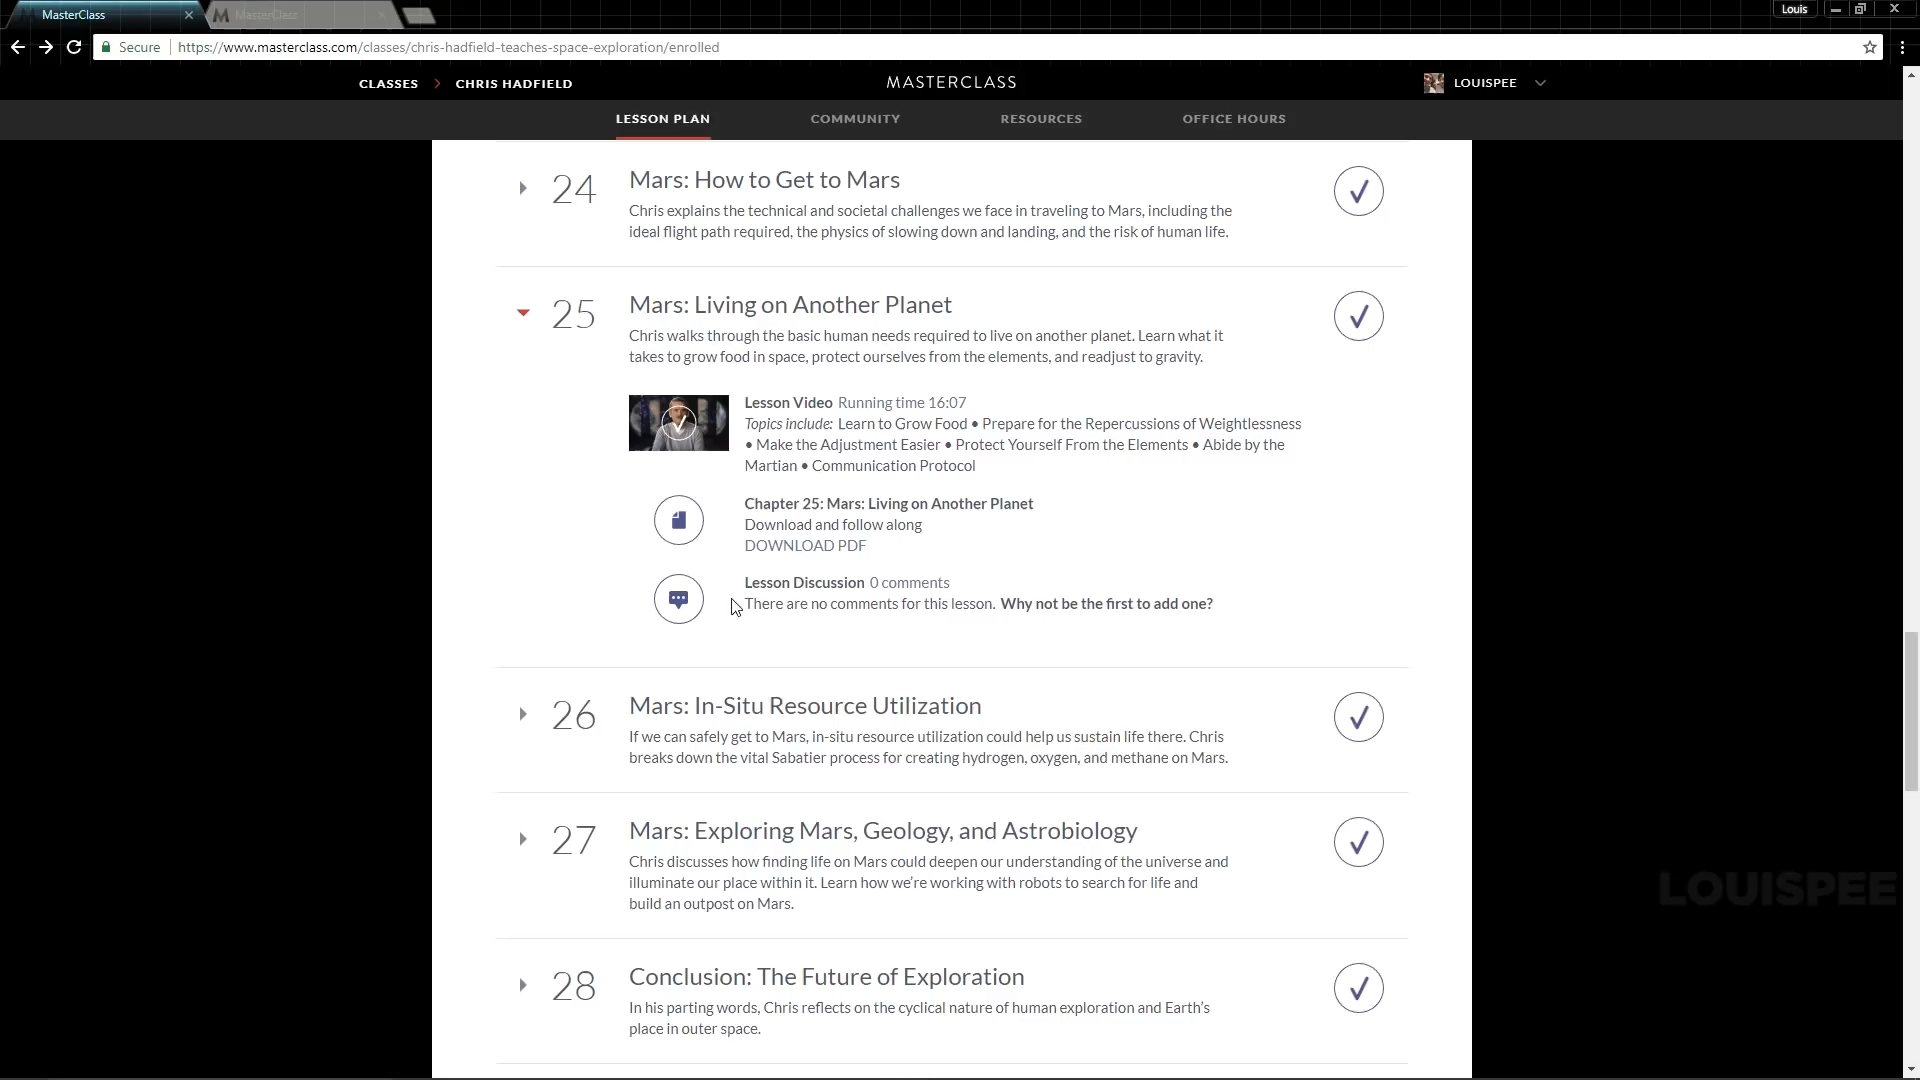 MasterClass
MasterClass
Louis
Secure
https://www.masterclass.com/classes/chris-hadfield-teaches-space-exploration/enrolled
CLASSES > CHRIS HADFIELD
MASTERCLASS
LOUISPEE
LESSON PLAN
COMMUNITY
RESOURCES
OFFICE HOURS
24
Mars: How to Get to Mars
Chris explains the technical and societal challenges we face in traveling to Mars, including the
ideal flight path required, the physics of slowing down and landing, and the risk of human life.
25
Mars: Living on Another Planet
Chris walks through the basic human needs required to live on another planet. Learn what it
takes to grow food in space, protect ourselves from the elements, and readjust to gravity.
Lesson Video Running time 16:07
Topics include: Learn to Grow Food • Prepare for the Repercussions of Weightlessness
• Make the Adjustment Easier • Protect Yourself From the Elements • Abide by the
Martian • Communication Protocol
Chapter 25: Mars: Living on Another Planet
Download and follow along
DOWNLOAD PDF
Lesson Discussion 0 comments
There are no comments for this lesson. Why not be the first to add one?
26
Mars: In-Situ Resource Utilization
If we can safely get to Mars, in-situ resource utilization could help us sustain life there. Chris
breaks down the vital Sabatier process for creating hydrogen, oxygen, and methane on Mars.
27
Mars: Exploring Mars, Geology, and Astrobiology
Chris discusses how finding life on Mars could deepen our understanding of the universe and
illuminate our place within it. Learn how we're working with robots to search for life and
build an outpost on Mars.
LOUISPEE
28
Conclusion: The Future of Exploration
In his parting words, Chris reflects on the cyclical nature of human exploration and Earth's
place in outer space.